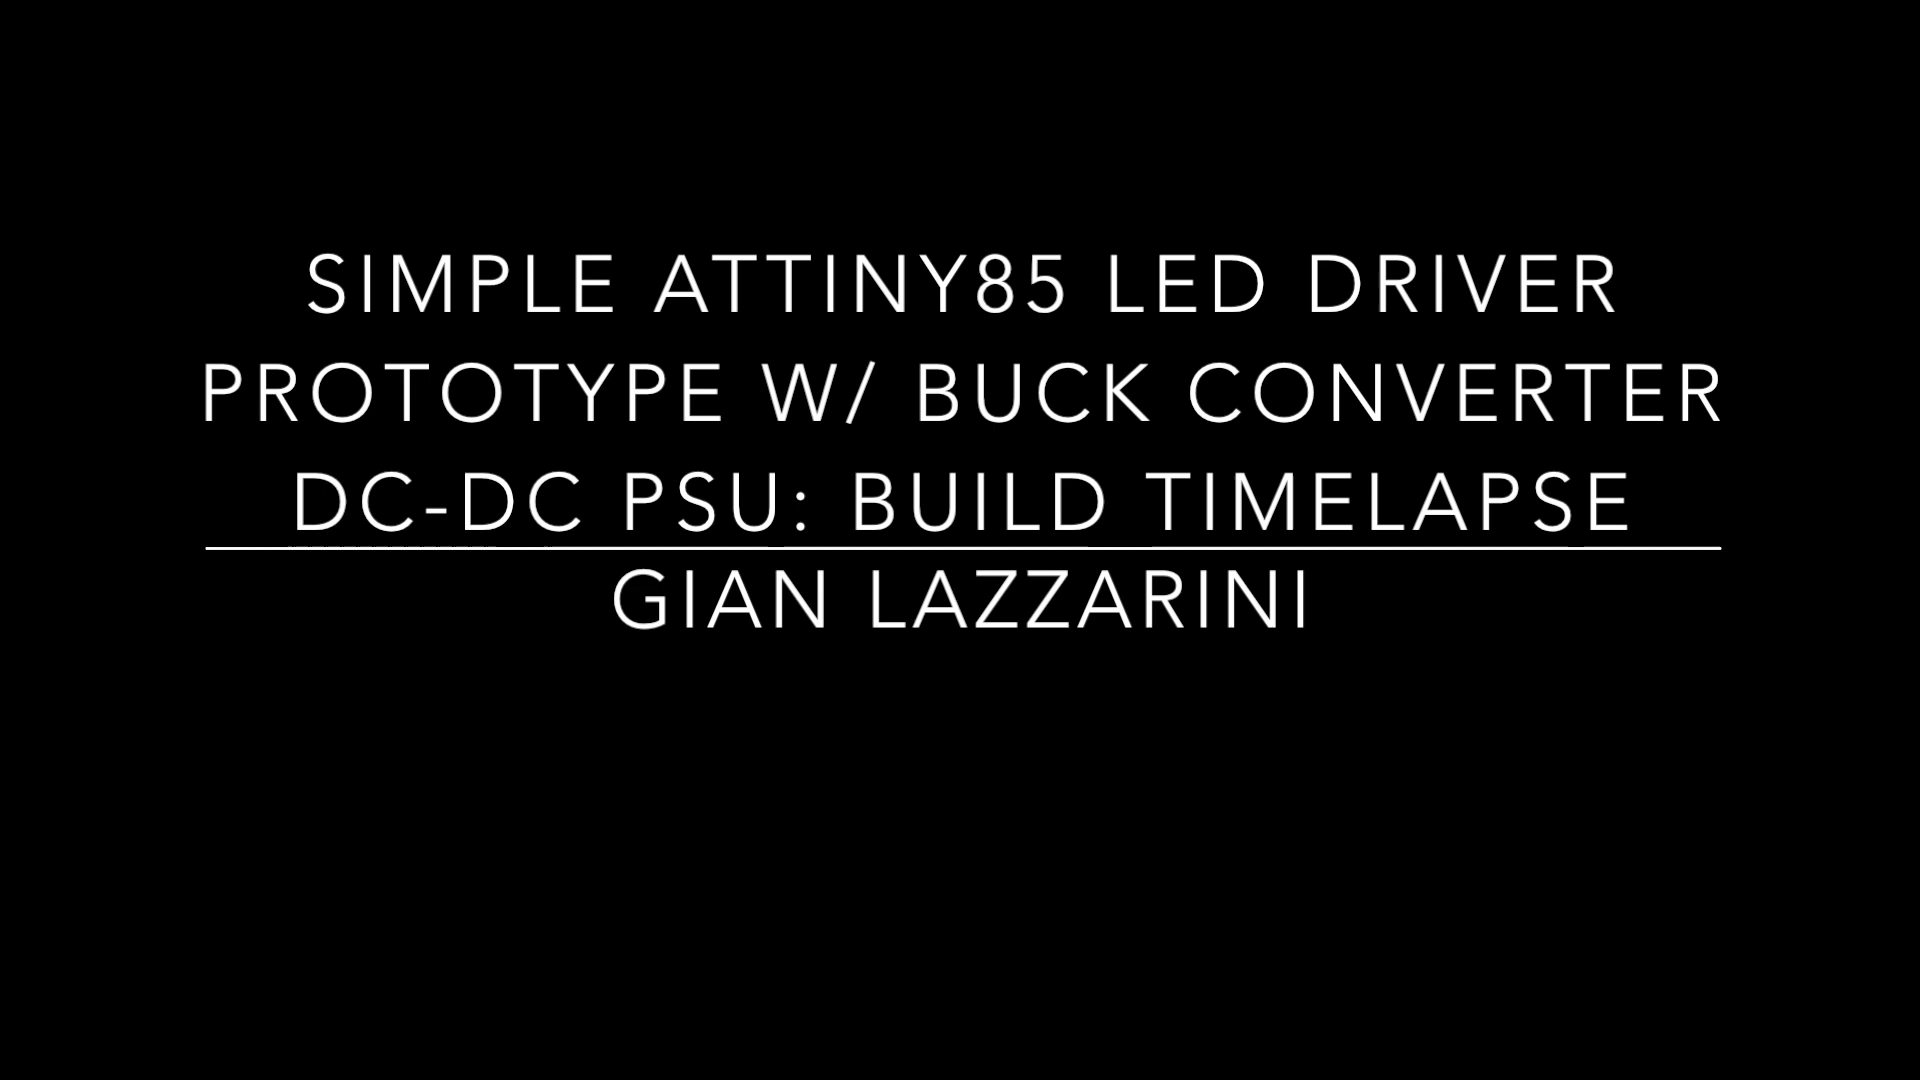 SIMPLE ATTINY85 LED DRIVER
PROTOTYPE W/ BUCK CONVERTER
DC-DC PSU: BUILD TIMELAPSE
GIAN LAZZARINI